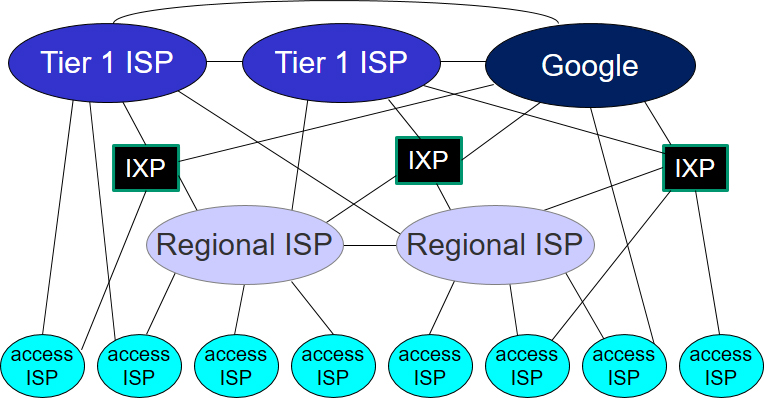 Tier 1 ISP
Tier 1 ISP
Google
IXP
IXP
IXP
Regional ISP
Regional ISP
access
ISP
access
ISP
access
ISP
access
ISP
access
ISP
access
ISP
access
ISP
access
ISP